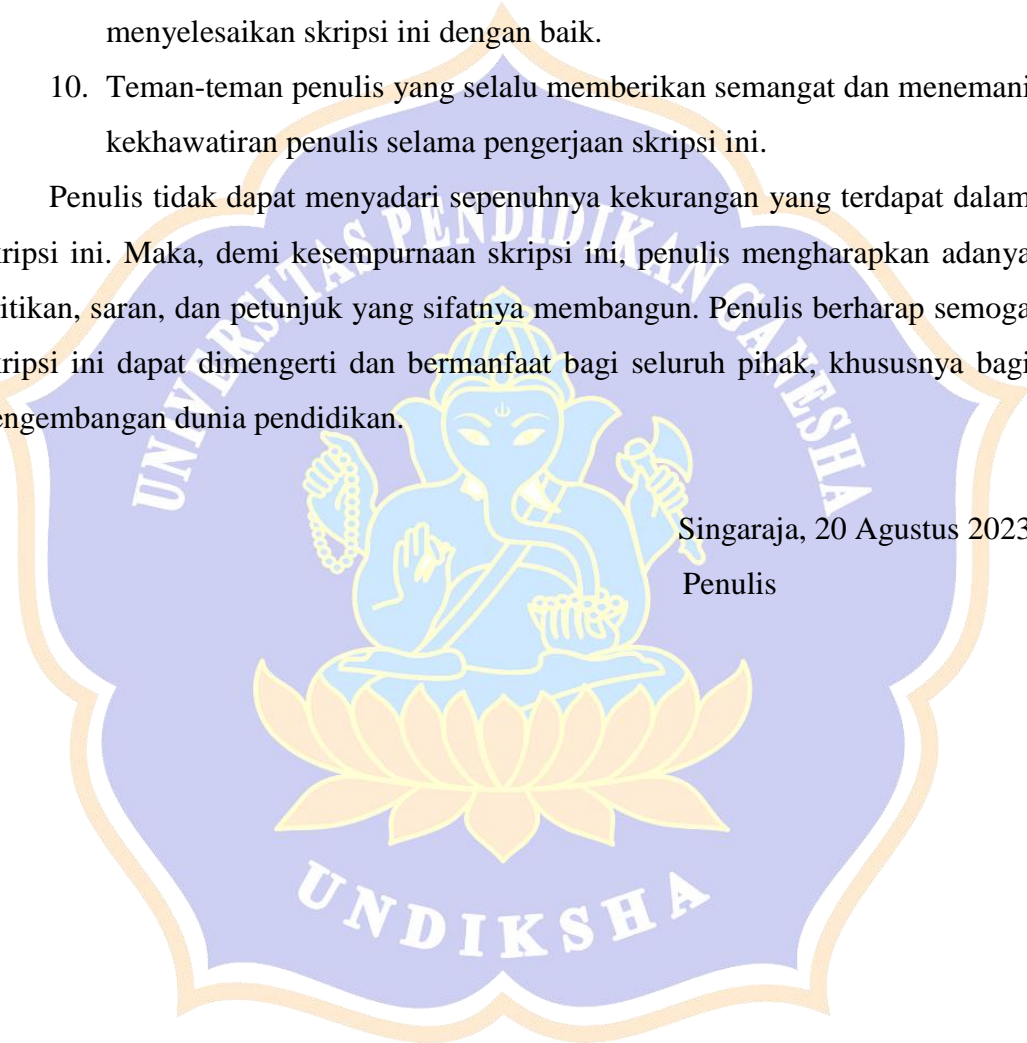 menyelesaikan skripsi ini dengan baik.
10. Teman-teman penulis yang selalu memberikan semangat dan menemani
kekhawatiran penulis selama pengerjaan skripsi ini.
Penulis tidak dapat menyadari sepenuhnya kekurangan yang terdapat dalam
kripsi ini. Maka, demi kesempurnaan skripsi ini, penulis mengharapkan adanya
itikan, saran, dan petunjuk yang sifatnya membangun. Penulis berharap semoga
kripsi ini dapat dimengerti dan bermanfaat bagi seluruh pihak, khususnya bagi
engembangan dunia pendidikan.
UNIVERSITAS PENDIDIKAN GANESHA
Singaraja, 20 Agustus 2023
Penulis
UNDIKSHA